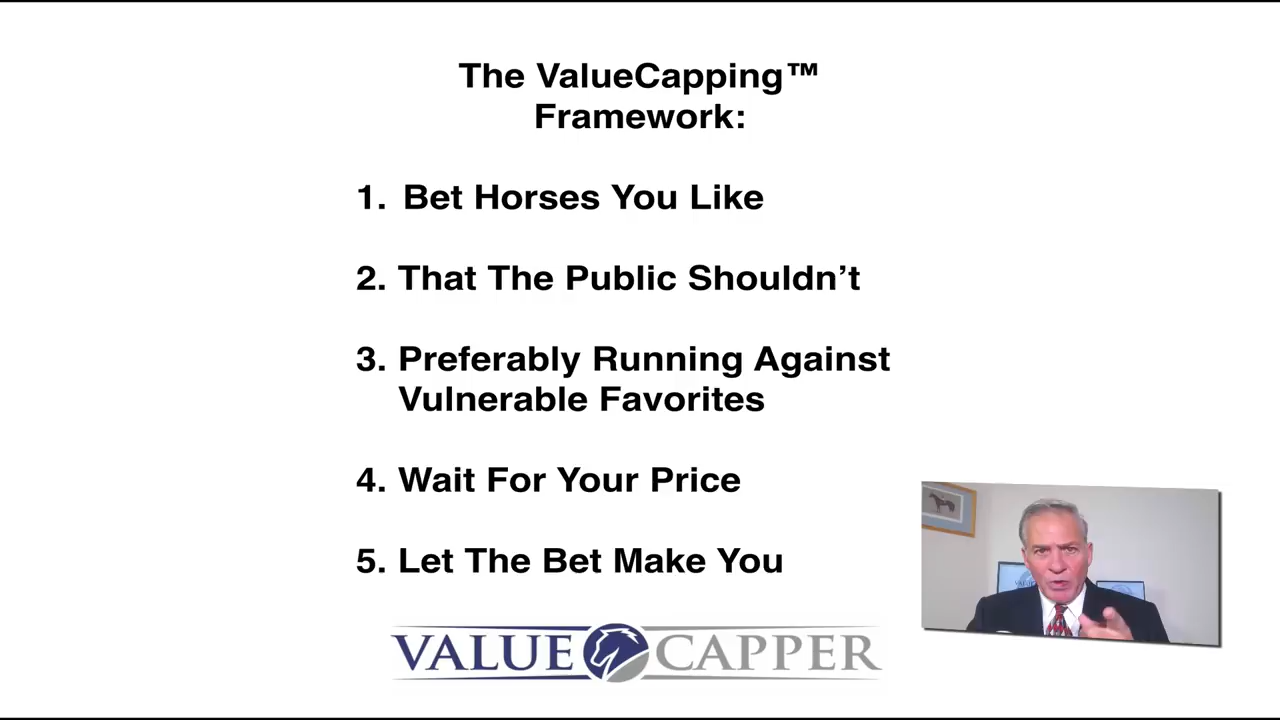 The ValueCapping™
Framework:
1. Bet Horses You Like
2. That The Public Shouldn’t
3. Preferably Running Against
Vulnerable Favorites
4. Wait For Your Price
5. Let The Bet Make You
VALUE CAPPER